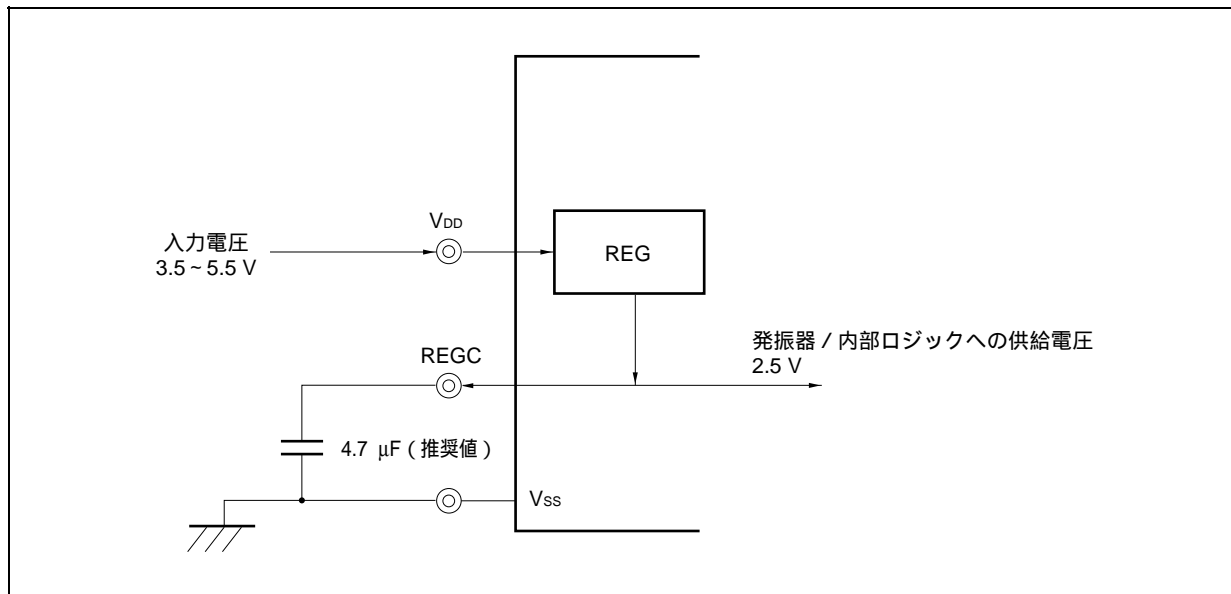 VDD
入力電圧
3.5~5.5 V
REG
発振器/内部ロジックへの供給電圧
2.5 V
REGC
4.7 μF(推奨値)
VSS